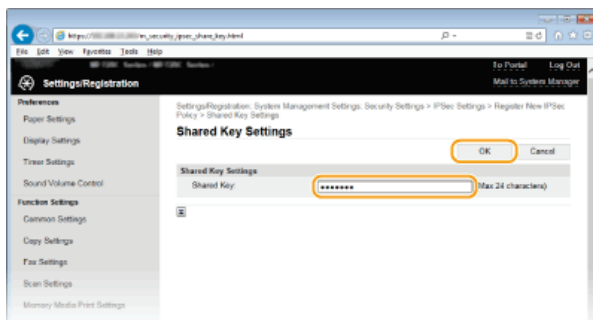 https://
m_security_ipsec_share_key.html
File Edit View Favorites Tools Help
To Portal Log Out
Settings/Registration
Mail to System Manager
Preferences
Paper Settings
Display Settings
Timer Settings
Sound Volume Control
Function Settings
Common Settings
Copy Settings
Fax Settings
Scan Settings
Memory Media Print Settings
Settings/Registration: System Management Settings: Security Settings > IPSec Settings > Register New IPSec
Policy > Shared Key Settings
Shared Key Settings
OK Cancel
Shared Key Settings
Shared Key: ••••••• Max 24 characters)